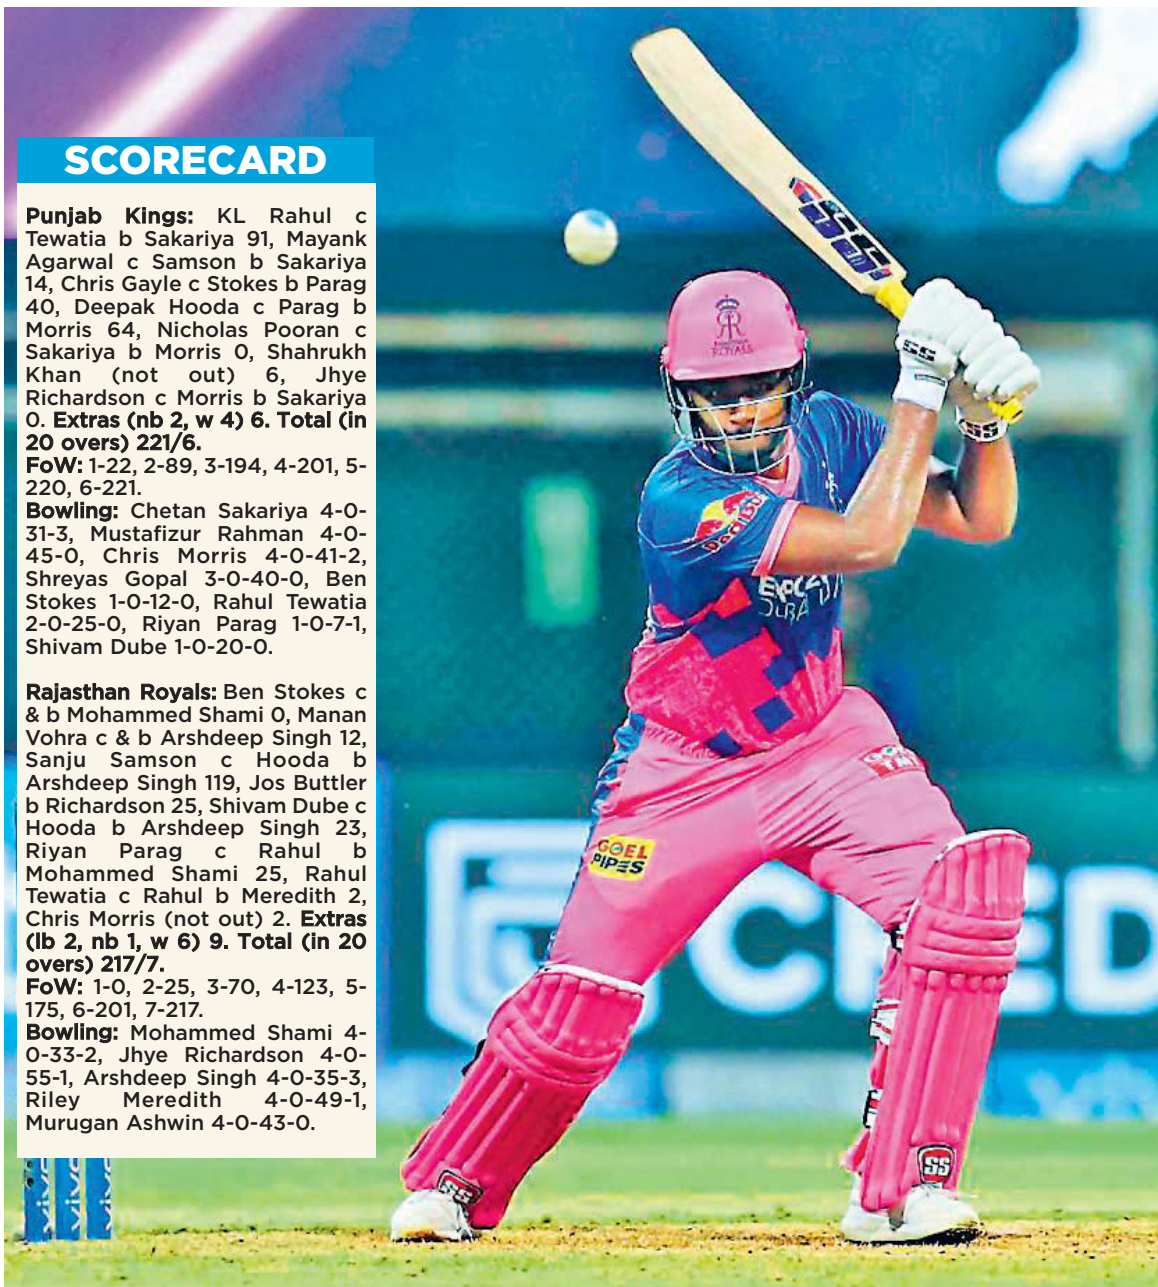 SCORECARD
Punjab Kings: KL Rahul c
Tewatia b Sakariya 91, Mayank
Agarwal c Samson b Sakariya
14, Chris Gayle c Stokes b Parag
40, Deepak Hooda c Parag b
Morris 64, Nicholas Pooran c
Sakariya b Morris 0, Shahrukh
Khan (not out) 6, Jhye
Richardson c Morris b Sakariya
0. Extras (nb 2, w 4) 6. Total (in
20 overs) 221/6.
FoW: 1-22, 2-89, 3-194, 4-201, 5-
220, 6-221.
Bowling: Chetan Sakariya 4-0-
31-3, Mustafizur Rahman 4-0-
45-0, Chris Morris 4-0-41-2,
Shreyas Gopal 3-0-40-0, Ben
Stokes 1-0-12-0, Rahul Tewatia
2-0-25-0, Riyan Parag 1-0-7-1,
Shivam Dube 1-0-20-0.
Rajasthan Royals: Ben Stokes c
& b Mohammed Shami 0, Manan
Vohra c & b Arshdeep Singh 12,
Sanju Samson c Hooda b
Arshdeep Singh 119, Jos Buttler
b Richardson 25, Shivam Dube c
Hooda b Arshdeep Singh 23,
Riyan Parag c Rahul b
Mohammed Shami 25, Rahul
Tewatia c Rahul b Meredith 2,
Chris Morris (not out) 2. Extras
(lb 2, nb 1, w 6) 9. Total (in 20
overs) 217/7.
FoW: 1-0, 2-25, 3-70, 4-123, 5-
175, 6-201, 7-217.
Bowling: Mohammed Shami 4-
0-33-2, Jhye Richardson 4-0-
55-1, Arshdeep Singh 4-0-35-3,
Riley Meredith 4-0-49-1,
Murugan Ashwin 4-0-43-0.
SS
RR
ROYALS
SS
SS
GOEL
PIPES
TMT
CRED
SS
SS
vivo
vivo
vivo